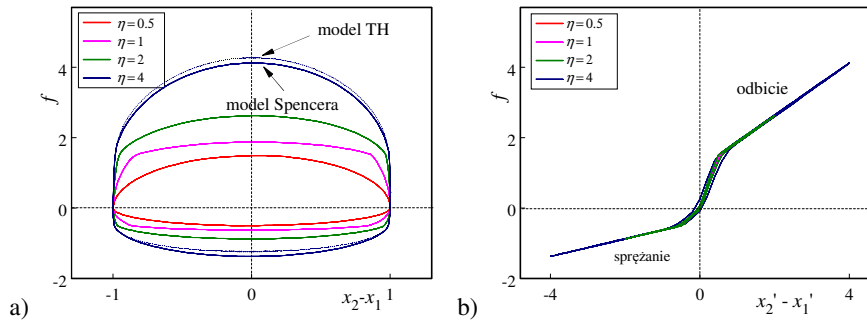 η = 0.5
η = 1
η = 2
η = 4
model TH
model Spencera
f
4
2
0
-2
-1
0
x₂-x₁
1
a)
η = 0.5
η = 1
η = 2
η = 4
odbicie
sprężanie
f
4
2
0
-2
-4
0
x₂' - x₁'
4
b)